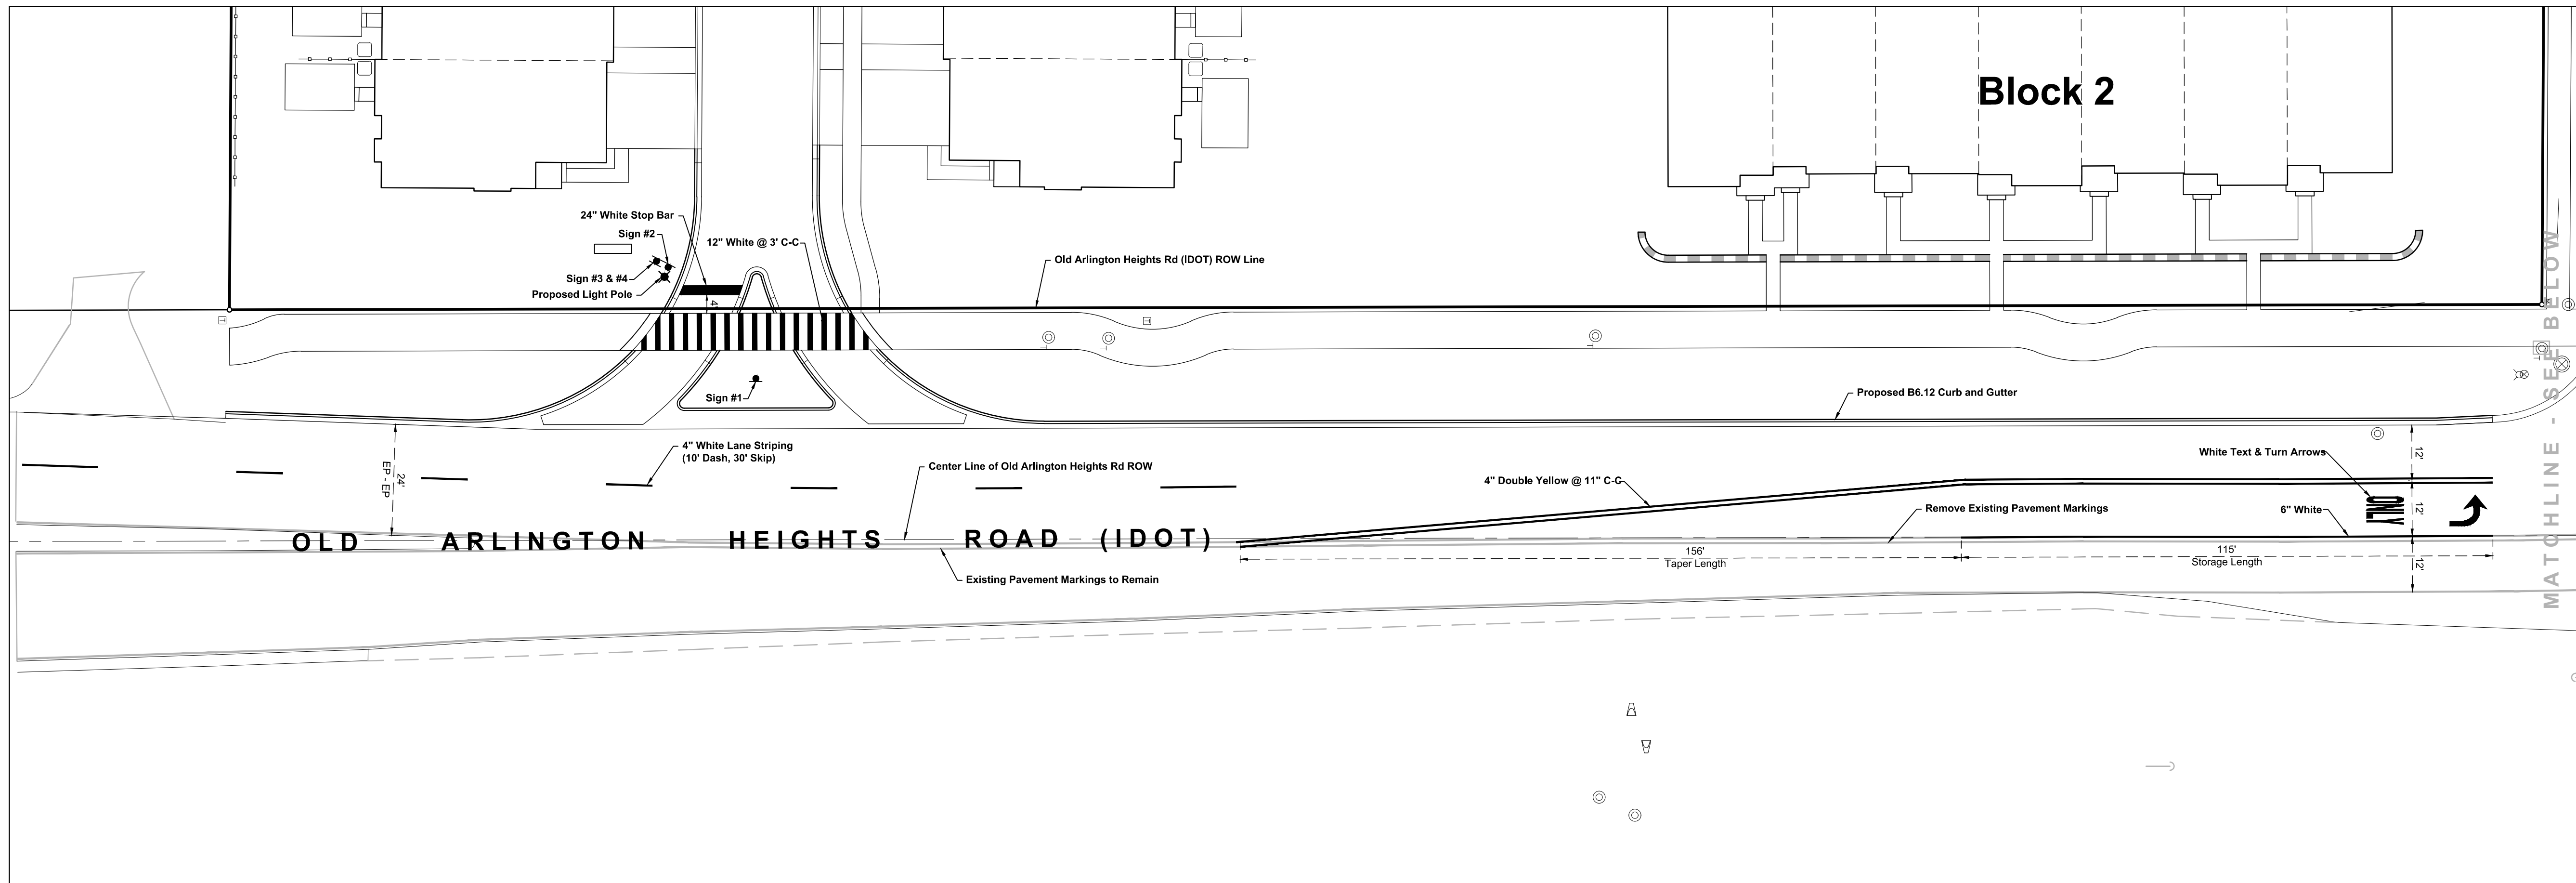 Block 2
24" White Stop Bar
Sign #2
12" White @ 3' C-C
Sign #3 & #4
Proposed Light Pole
Old Arlington Heights Rd (IDOT) ROW Line
Sign #1
Proposed B6.12 Curb and Gutter
24'
EP - EP
4" White Lane Striping
(10' Dash, 30' Skip)
Center Line of Old Arlington Heights Rd ROW
4" Double Yellow @ 11" C-C
White Text & Turn Arrows
Remove Existing Pavement Markings
6" White
ONLY
12'
12'
12'
OLD ARLINGTON HEIGHTS ROAD (IDOT)
156'
Taper Length
115'
Storage Length
Existing Pavement Markings to Remain
MATCHLINE - SEE BELOW